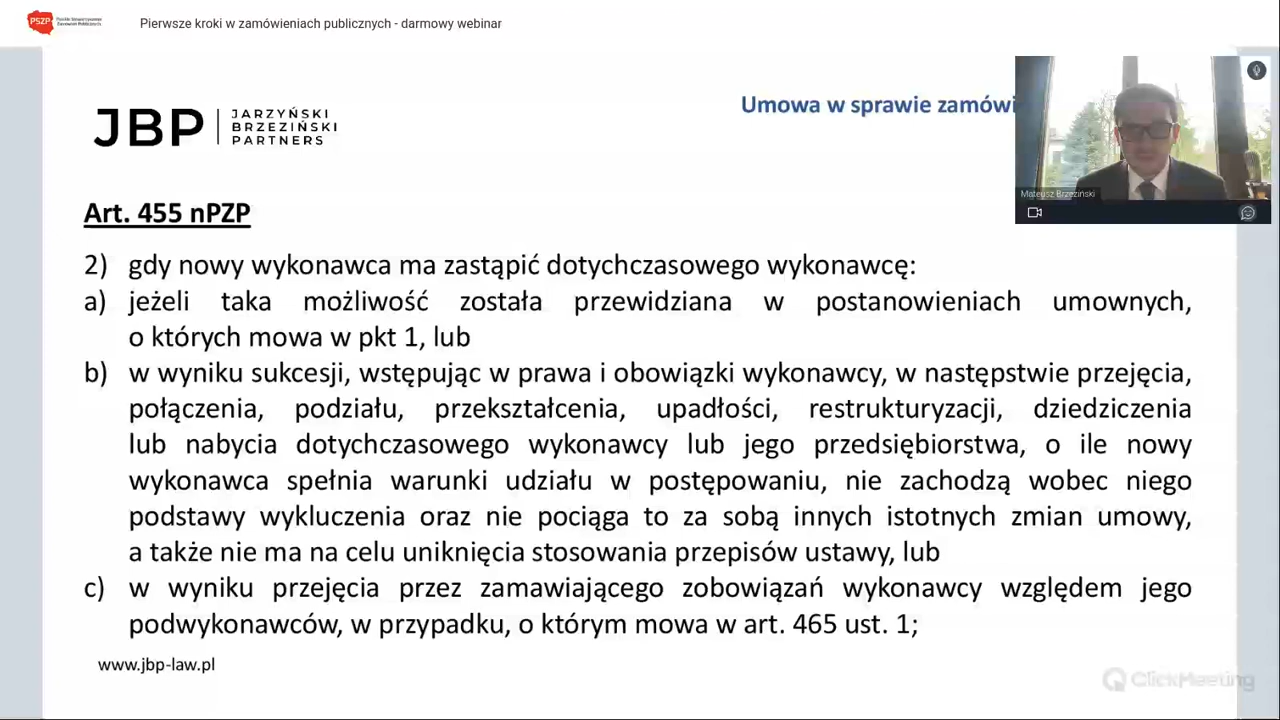 PSZP
Pierwsze kroki w zamówieniach publicznych - darmowy webinar
JBP
JARZYŃSKI
BRZEZIŃSKI
PARTNERS
Umowa w sprawie zamówi
Mateusz Brzeziński
Art. 455 nPZP
2) gdy nowy wykonawca ma zastąpić dotychczasowego wykonawcę:
a) jeżeli taka możliwość została przewidziana w postanowieniach umownych,
o których mowa w pkt 1, lub
b) w wyniku sukcesji, wstępując w prawa i obowiązki wykonawcy, w następstwie przejęcia,
połączenia, podziału, przekształcenia, upadłości, restrukturyzacji, dziedziczenia
lub nabycia dotychczasowego wykonawcy lub jego przedsiębiorstwa, o ile nowy
wykonawca spełnia warunki udziału w postępowaniu, nie zachodzą wobec niego
podstawy wykluczenia oraz nie pociąga to za sobą innych istotnych zmian umowy,
a także nie ma na celu uniknięcia stosowania przepisów ustawy, lub
c) w wyniku przejęcia przez zamawiającego zobowiązań wykonawcy względem jego
podwykonawców, w przypadku, o którym mowa w art. 465 ust. 1;
www.jbp-law.pl
ClickMeeting